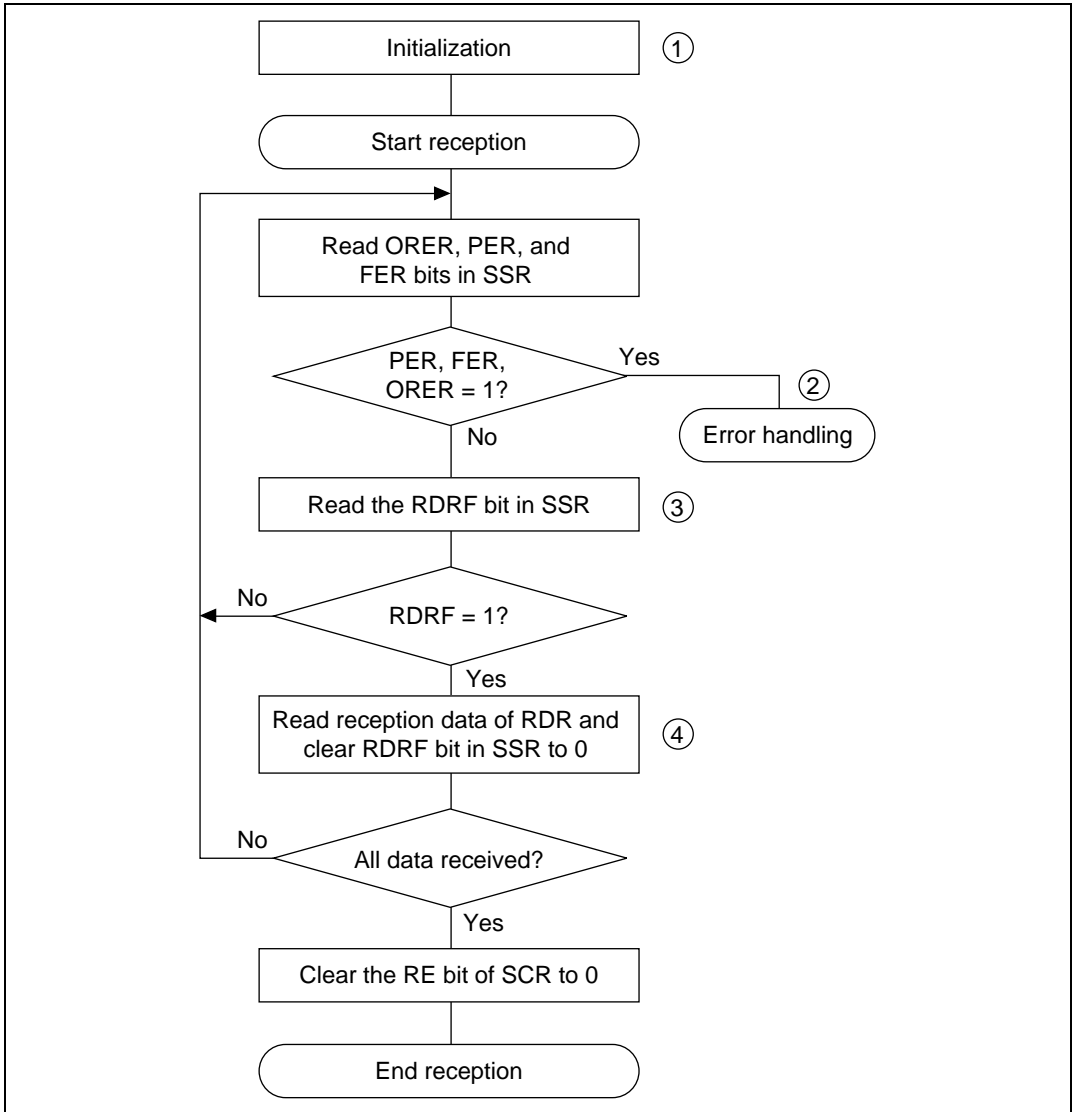 Initialization
①
Start reception
Read ORER, PER, and
FER bits in SSR
PER, FER,
ORER = 1?
Yes
②
Error handling
No
Read the RDRF bit in SSR
③
No
RDRF = 1?
Yes
Read reception data of RDR and
clear RDRF bit in SSR to 0
④
No
All data received?
Yes
Clear the RE bit of SCR to 0
End reception